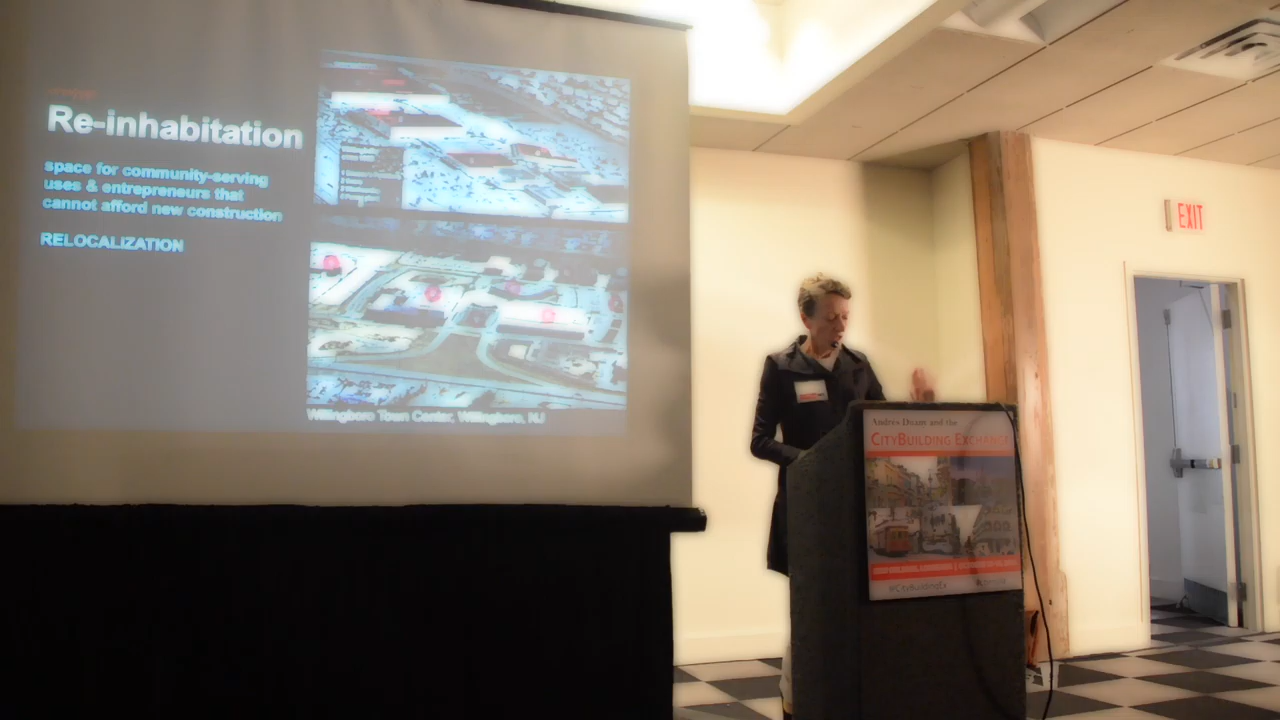 Re-inhabitation
space for community-serving
uses & entrepreneurs that
cannot afford new construction
RELOCALIZATION
Willingboro Town Center, Willingboro, NJ
EXIT
Andres Duany and the
CITYBUILDING EXCHANGE
#CityBuildingEx